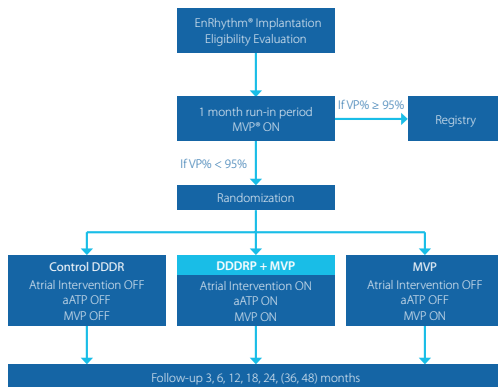 EnRhythm® Implantation
Eligibility Evaluation
1 month run-in period
MVP® ON
If VP% ≥ 95%
Registry
If VP% < 95%
Randomization
Control DDDR
Atrial Intervention OFF
aATP OFF
MVP OFF
DDDRP + MVP
Atrial Intervention ON
aATP ON
MVP ON
MVP
Atrial Intervention OFF
aATP OFF
MVP ON
Follow-up 3, 6, 12, 18, 24, (36, 48) months